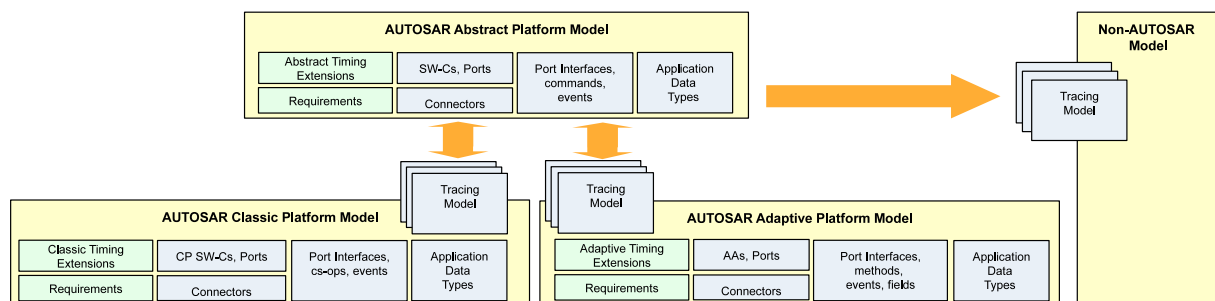 AUTOSAR Abstract Platform Model
Abstract Timing
Extensions
Requirements
SW-Cs, Ports
Connectors
Port Interfaces,
commands,
events
Application
Data
Types
Non-AUTOSAR
Model
Tracing
Model
Tracing
Model
AUTOSAR Classic Platform Model
Classic Timing
Extensions
Requirements
CP SW-Cs, Ports
Connectors
Port Interfaces,
cs-ops, events
Application
Data
Types
Tracing
Model
AUTOSAR Adaptive Platform Model
Adaptive Timing
Extensions
Requirements
AAs, Ports
Connectors
Port Interfaces,
methods,
events, fields
Application
Data
Types